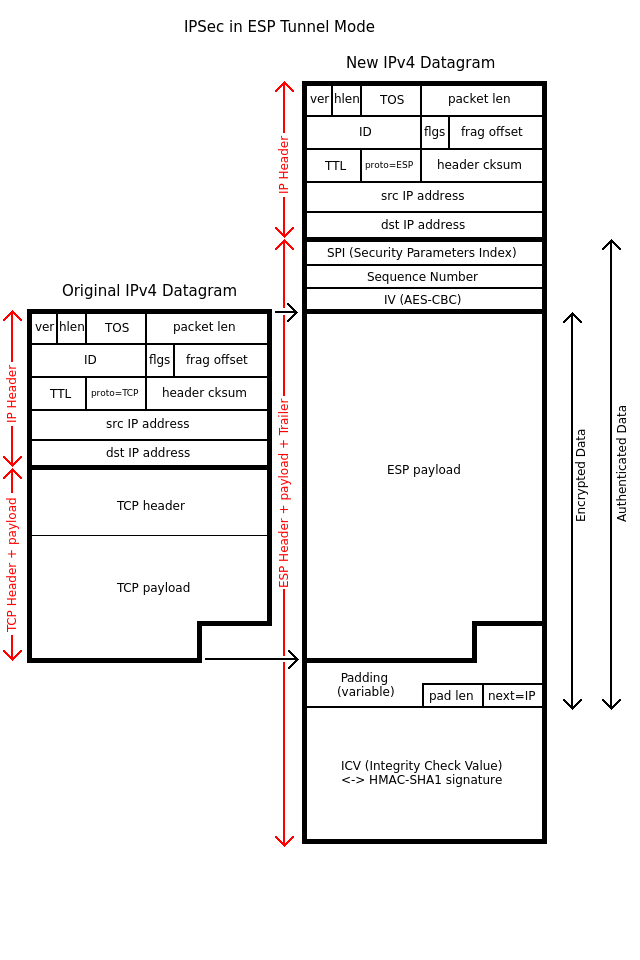 IPSec in ESP Tunnel Mode
New IPv4 Datagram
ver hlen TOS packet len
ID flgs frag offset
TTL proto=ESP header cksum
src IP address
dst IP address
IP Header
SPI (Security Parameters Index)
Sequence Number
IV (AES-CBC)
ESP payload
Padding
(variable)
pad len next=IP
ICV (Integrity Check Value)
<-> HMAC-SHA1 signature
ESP Header + payload + Trailer
Encrypted Data
Authenticated Data
Original IPv4 Datagram
ver hlen TOS packet len
ID flgs frag offset
TTL proto=TCP header cksum
src IP address
dst IP address
IP Header
TCP header
TCP payload
TCP Header + payload